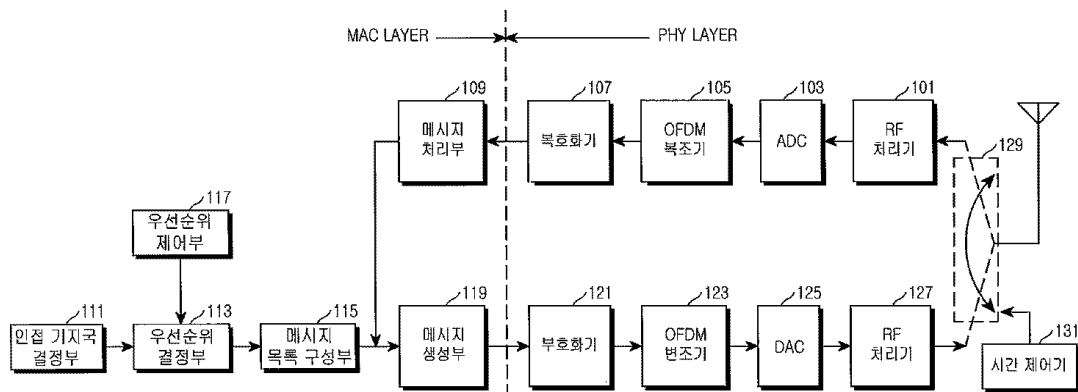 MAC LAYER
PHY LAYER
109
메시지
처리부
107
복호화기
105
OFDM
복조기
103
ADC
101
RF
처리기
129
117
우선순위
제어부
111
인접 기지국
결정부
113
우선순위
결정부
115
메시지
목록 구성부
119
메시지
생성부
121
부호화기
123
OFDM
변조기
125
DAC
127
RF
처리기
131
시간 제어기